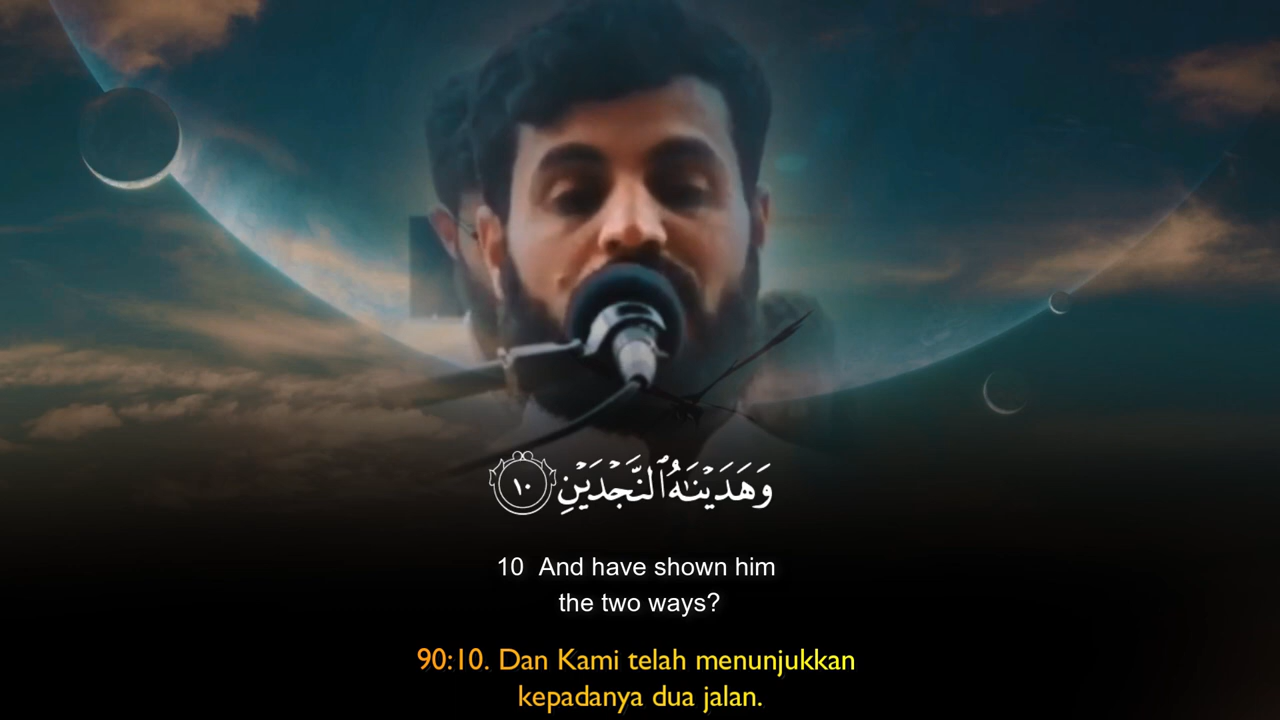 وَهَدَيْنَٰهُ ٱلنَّجْدَيْنِ ١٠
10 And have shown him
the two ways?
90:10. Dan Kami telah menunjukkan
kepadanya dua jalan.